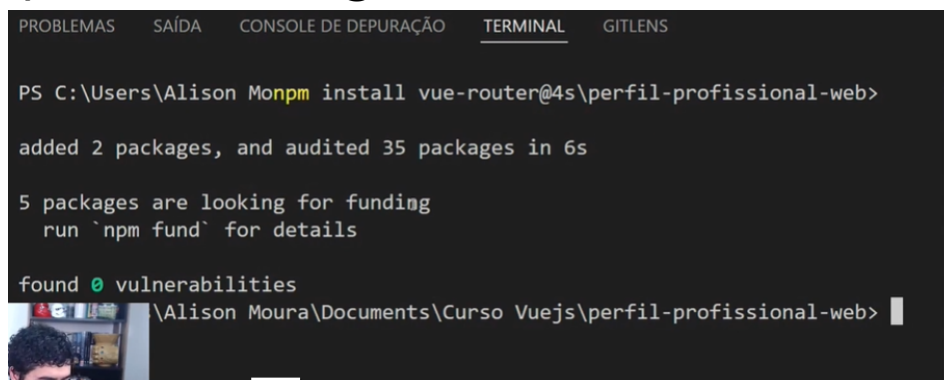 PROBLEMAS SAÍDA CONSOLE DE DEPURAÇÃO TERMINAL GITLENS
PS C:\Users\Alison Monpm install vue-router@4s\perfil-profissional-web>
added 2 packages, and audited 35 packages in 6s
5 packages are looking for funding
run `npm fund` for details
found 0 vulnerabilities
\Alison Moura\Documents\Curso Vuejs\perfil-profissional-web>